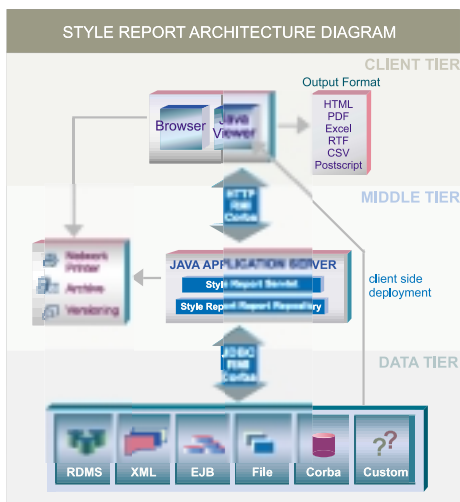 STYLE REPORT ARCHITECTURE DIAGRAM
CLIENT TIER
Output Format
HTML
PDF
Excel
RTF
CSV
Postscript
Browser
Java
Viewer
HTTP
RMI
Corba
MIDDLE TIER
Network
Printer
Archive
Versioning
JAVA APPLICATION SERVER
Style Report Servlet
Style Report Report Repository
client side
deployment
JDBC
RMI
Corba
DATA TIER
RDMS
XML
EJB
File
Corba
??
Custom